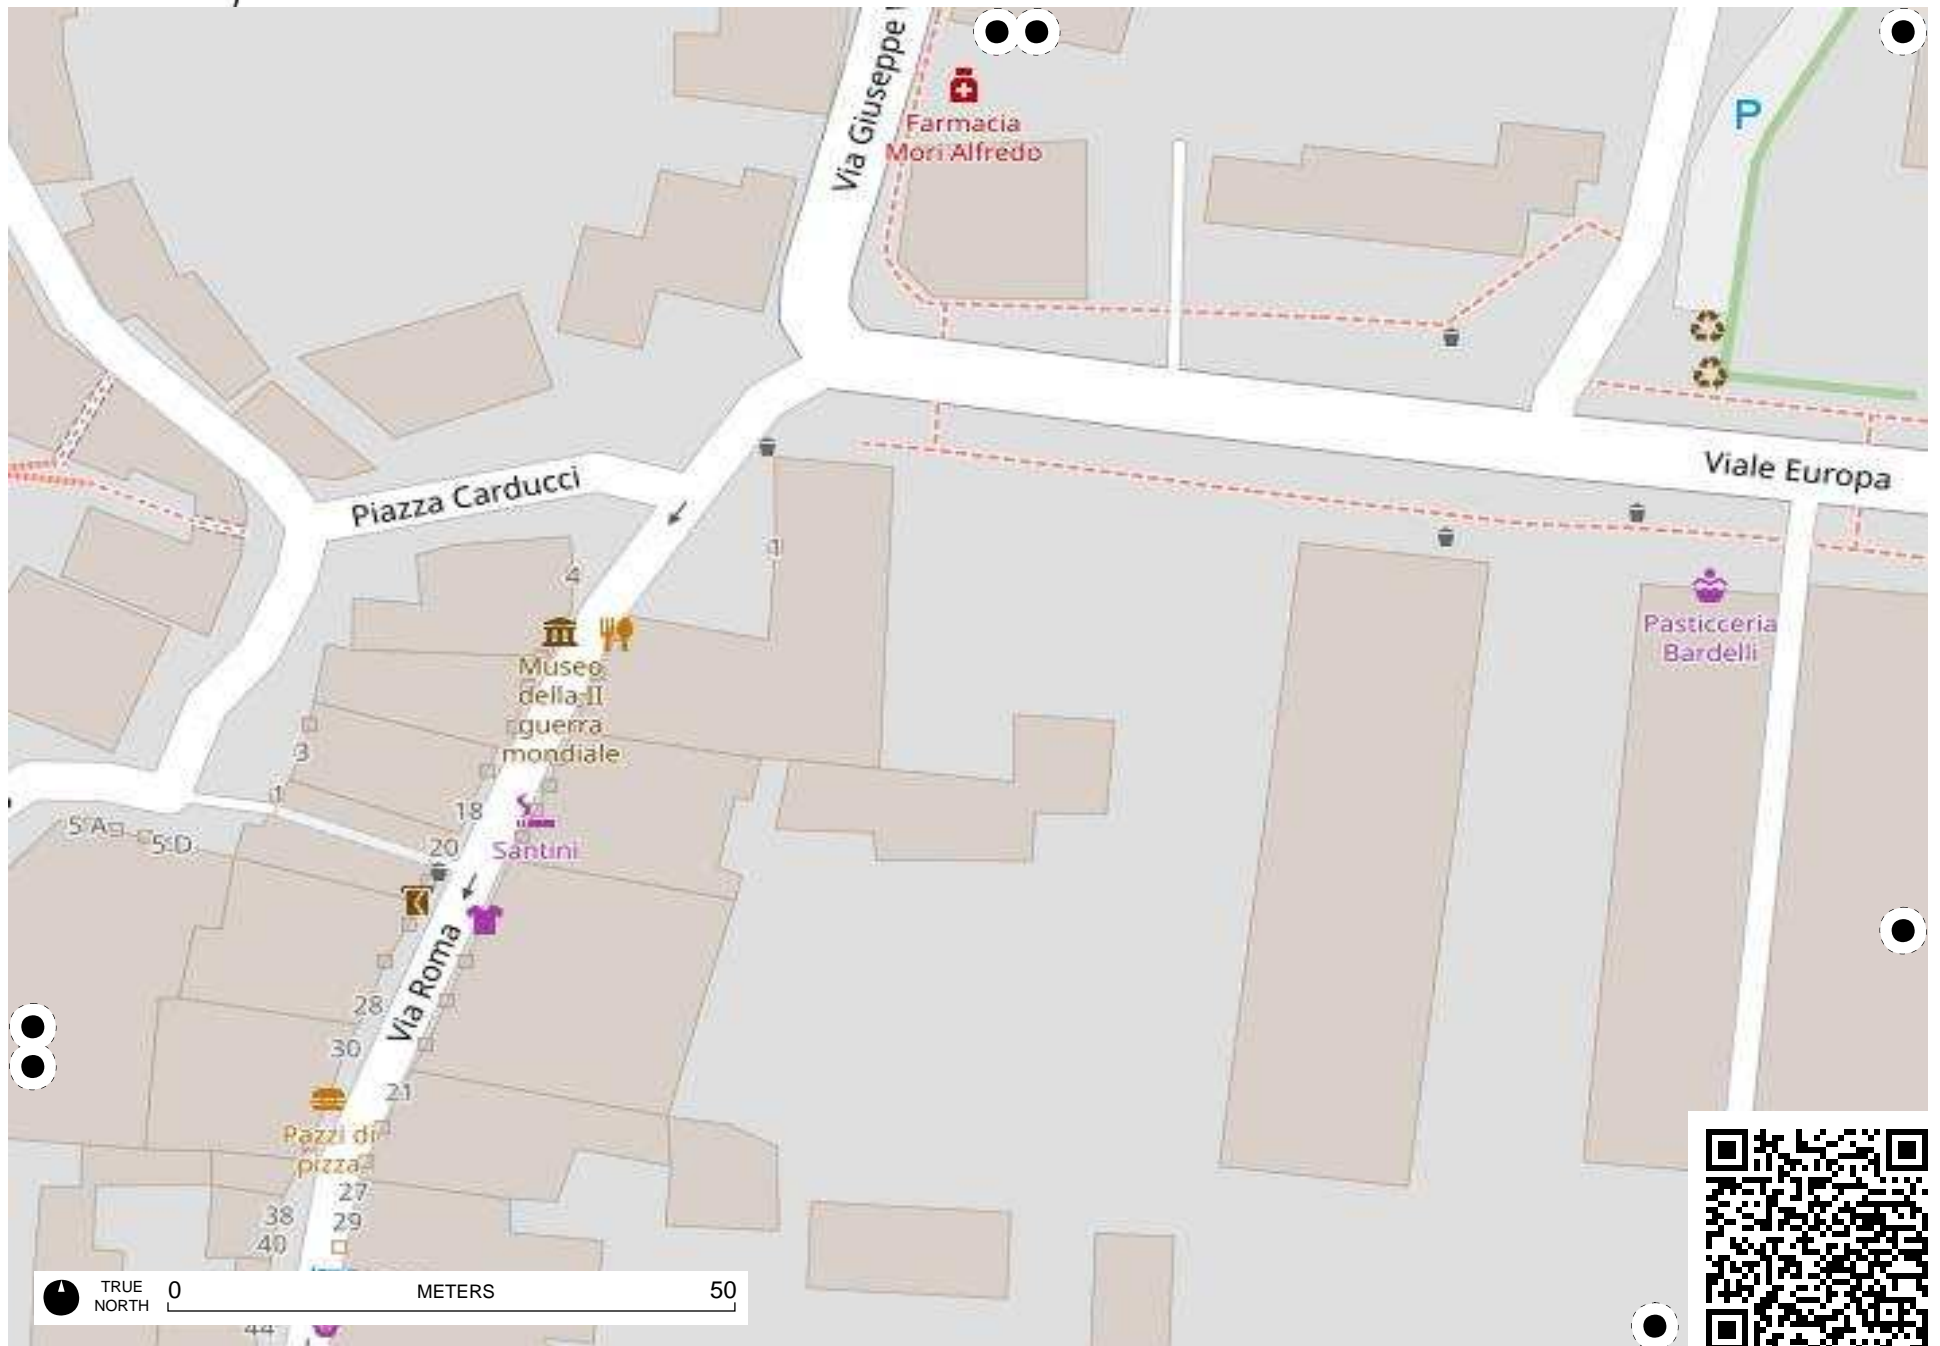 Via Giuseppe
Farmacia
Mori Alfredo
P
Viale Europa
Piazza Carducci
1
4
Museo
della II
guerra
mondiale
Pasticceria
Bardelli
3
1
18
5 A
5 D
20
Santini
Via Roma
28
30
21
Pazzi di
pizza
27
38
29
40
TRUE
NORTH
0
METERS
50
44